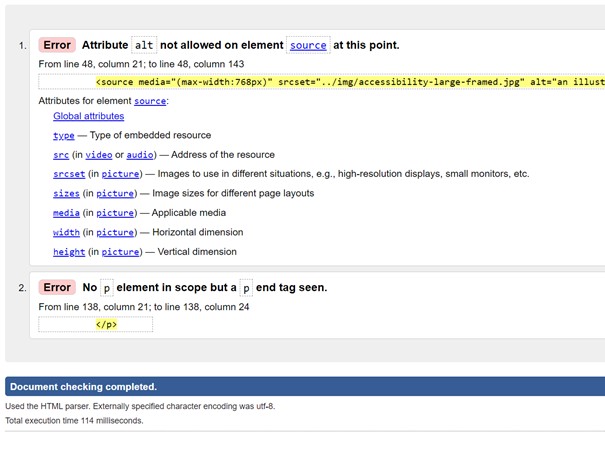 1. Error Attribute alt not allowed on element source at this point.
From line 48, column 21; to line 48, column 143
<source media="(max-width:768px)" srcset="../img/accessibility-large-framed.jpg" alt="an illust
Attributes for element source:
Global attributes
type — Type of embedded resource
src (in video or audio) — Address of the resource
srcset (in picture) — Images to use in different situations, e.g., high-resolution displays, small monitors, etc.
sizes (in picture) — Image sizes for different page layouts
media (in picture) — Applicable media
width (in picture) — Horizontal dimension
height (in picture) — Vertical dimension
2. Error No p element in scope but a p end tag seen.
From line 138, column 21; to line 138, column 24
</p>
Document checking completed.
Used the HTML parser. Externally specified character encoding was utf-8.
Total execution time 114 milliseconds.